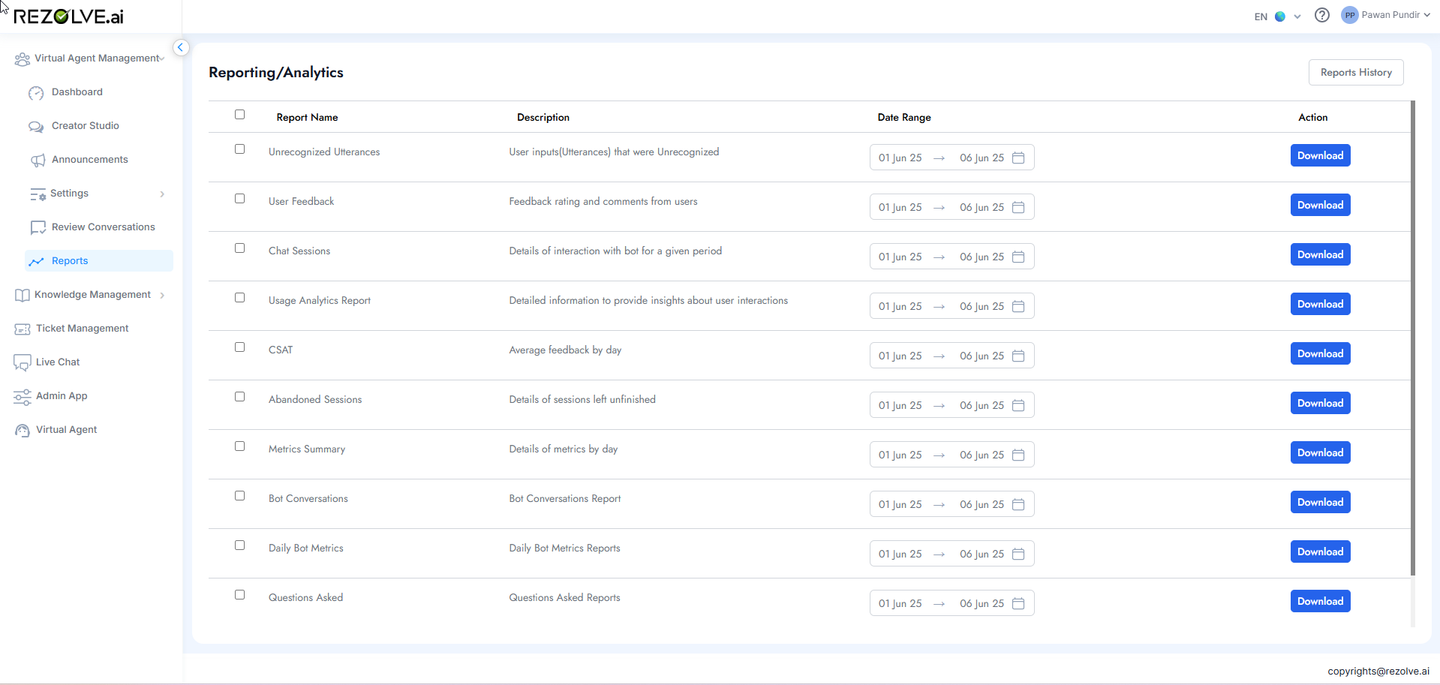 REZOLVE.ai
EN
PP Pawan Pundir
Virtual Agent Management
Dashboard
Creator Studio
Announcements
Settings
Review Conversations
Reports
Knowledge Management
Ticket Management
Live Chat
Admin App
Virtual Agent
Reporting/Analytics
Reports History
Report Name Description Date Range Action
Unrecognized Utterances User inputs(Utterances) that were Unrecognized 01 Jun 25 → 06 Jun 25 Download
User Feedback Feedback rating and comments from users 01 Jun 25 → 06 Jun 25 Download
Chat Sessions Details of interaction with bot for a given period 01 Jun 25 → 06 Jun 25 Download
Usage Analytics Report Detailed information to provide insights about user interactions 01 Jun 25 → 06 Jun 25 Download
CSAT Average feedback by day 01 Jun 25 → 06 Jun 25 Download
Abandoned Sessions Details of sessions left unfinished 01 Jun 25 → 06 Jun 25 Download
Metrics Summary Details of metrics by day 01 Jun 25 → 06 Jun 25 Download
Bot Conversations Bot Conversations Report 01 Jun 25 → 06 Jun 25 Download
Daily Bot Metrics Daily Bot Metrics Reports 01 Jun 25 → 06 Jun 25 Download
Questions Asked Questions Asked Reports 01 Jun 25 → 06 Jun 25 Download
copyrights@rezolve.ai